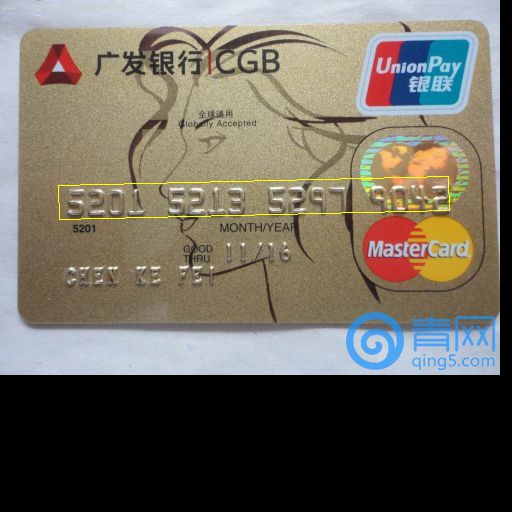 广发银行|CGB
UnionPay
银联
全球通用
Globally Accepted
5201 5213 5297 9042
5201
MONTH/YEAR
GOOD THRU 11/16
CHEN KE FEI
MasterCard
青网
qing5.com